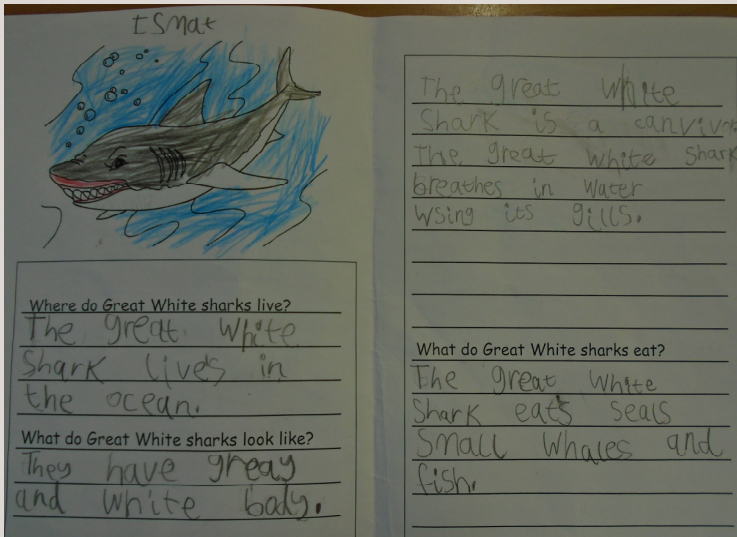 ISMat
Where do Great White sharks live?
The great white
Shark lives in
the ocean.
What do Great White sharks look like?
They have greay
and white body.
The great white
Shark is a canvivor
The great white Shark
breathes in water
wsing its gills.
What do Great White sharks eat?
The great white
Shark eats seals
Small whales and
fish.